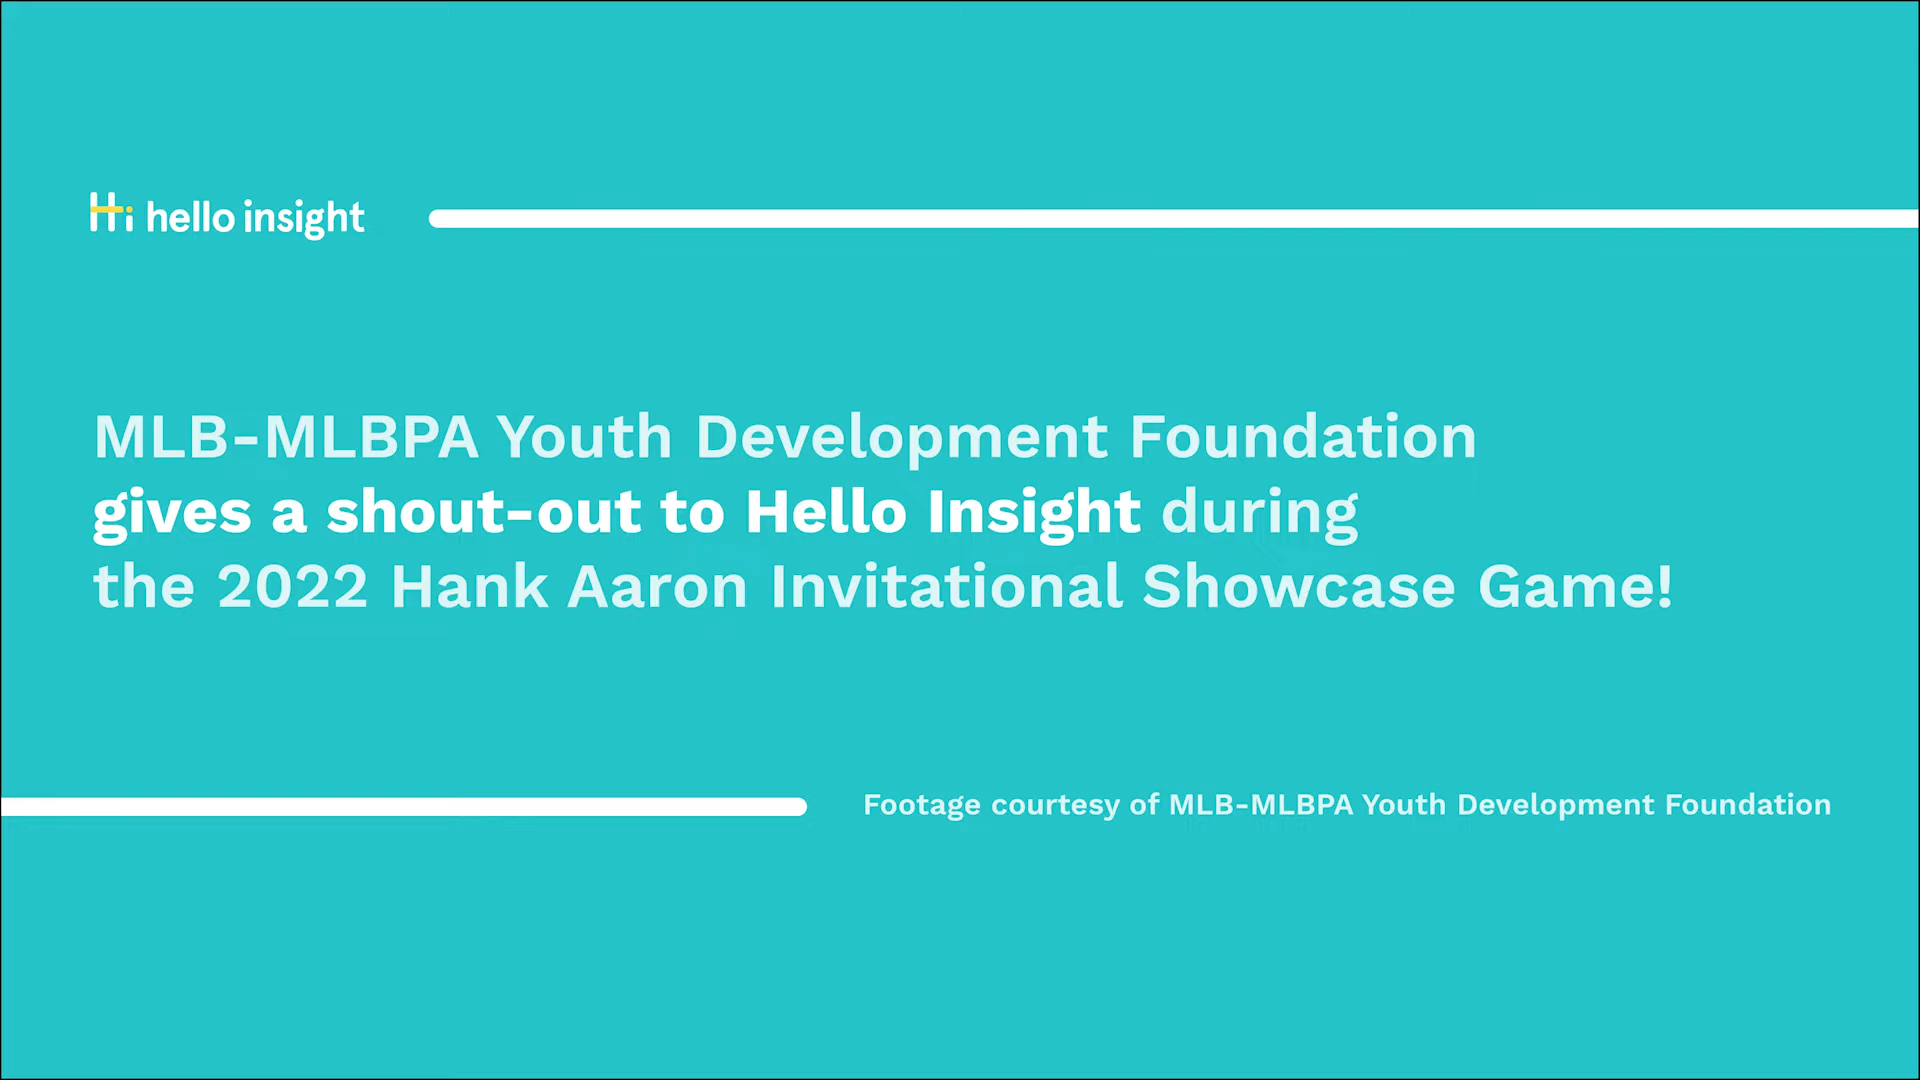 Hi hello insight
MLB-MLBPA Youth Development Foundation
gives a shout-out to Hello Insight during
the 2022 Hank Aaron Invitational Showcase Game!
Footage courtesy of MLB-MLBPA Youth Development Foundation